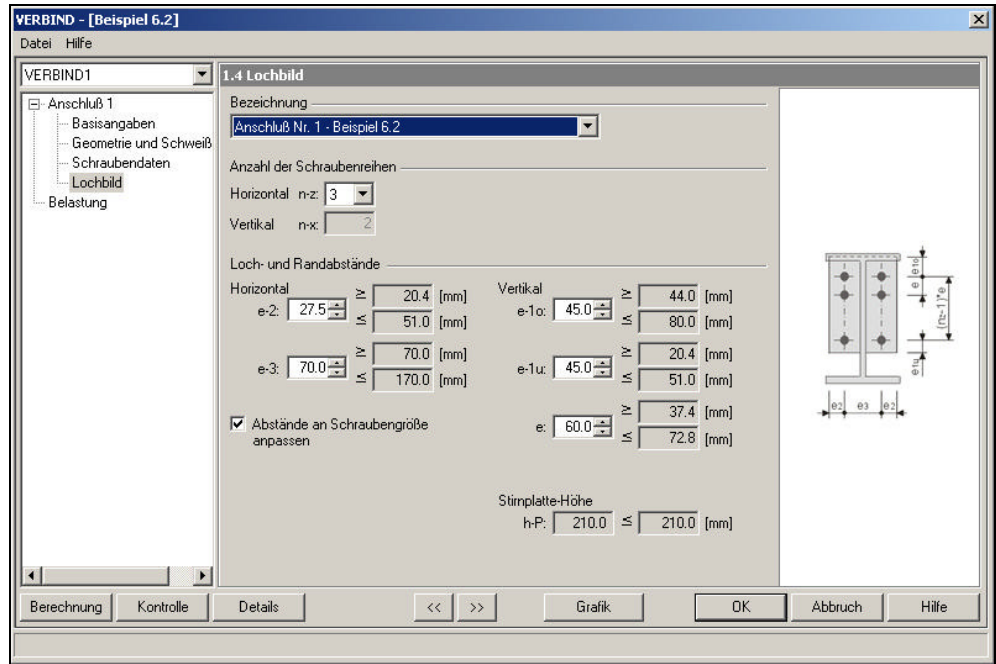 VERBIND - [Beispiel 6.2]
Datei Hilfe
VERBIND1
Anschluß 1
Basisangaben
Geometrie und Schweiß
Schraubendaten
Lochbild
Belastung
1.4 Lochbild
Bezeichnung
Anschluß Nr. 1 - Beispiel 6.2
Anzahl der Schraubenreihen
Horizontal n-z: 3
Vertikal n-x: 2
Loch- und Randabstände
Horizontal
e-2: 27.5 ≥ 20.4 [mm]
≤ 51.0 [mm]
e-3: 70.0 ≥ 70.0 [mm]
≤ 170.0 [mm]
Abstände an Schraubengröße
anpassen
Vertikal
e-1o: 45.0 ≥ 44.0 [mm]
≤ 80.0 [mm]
e-1u: 45.0 ≥ 20.4 [mm]
≤ 51.0 [mm]
e: 60.0 ≥ 37.4 [mm]
≤ 72.8 [mm]
Stirnplatte-Höhe
h-P: 210.0 ≤ 210.0 [mm]
e1o
e
(nz-1)*e
e1u
e2 e3 e2
Berechnung Kontrolle Details << >> Grafik OK Abbruch Hilfe